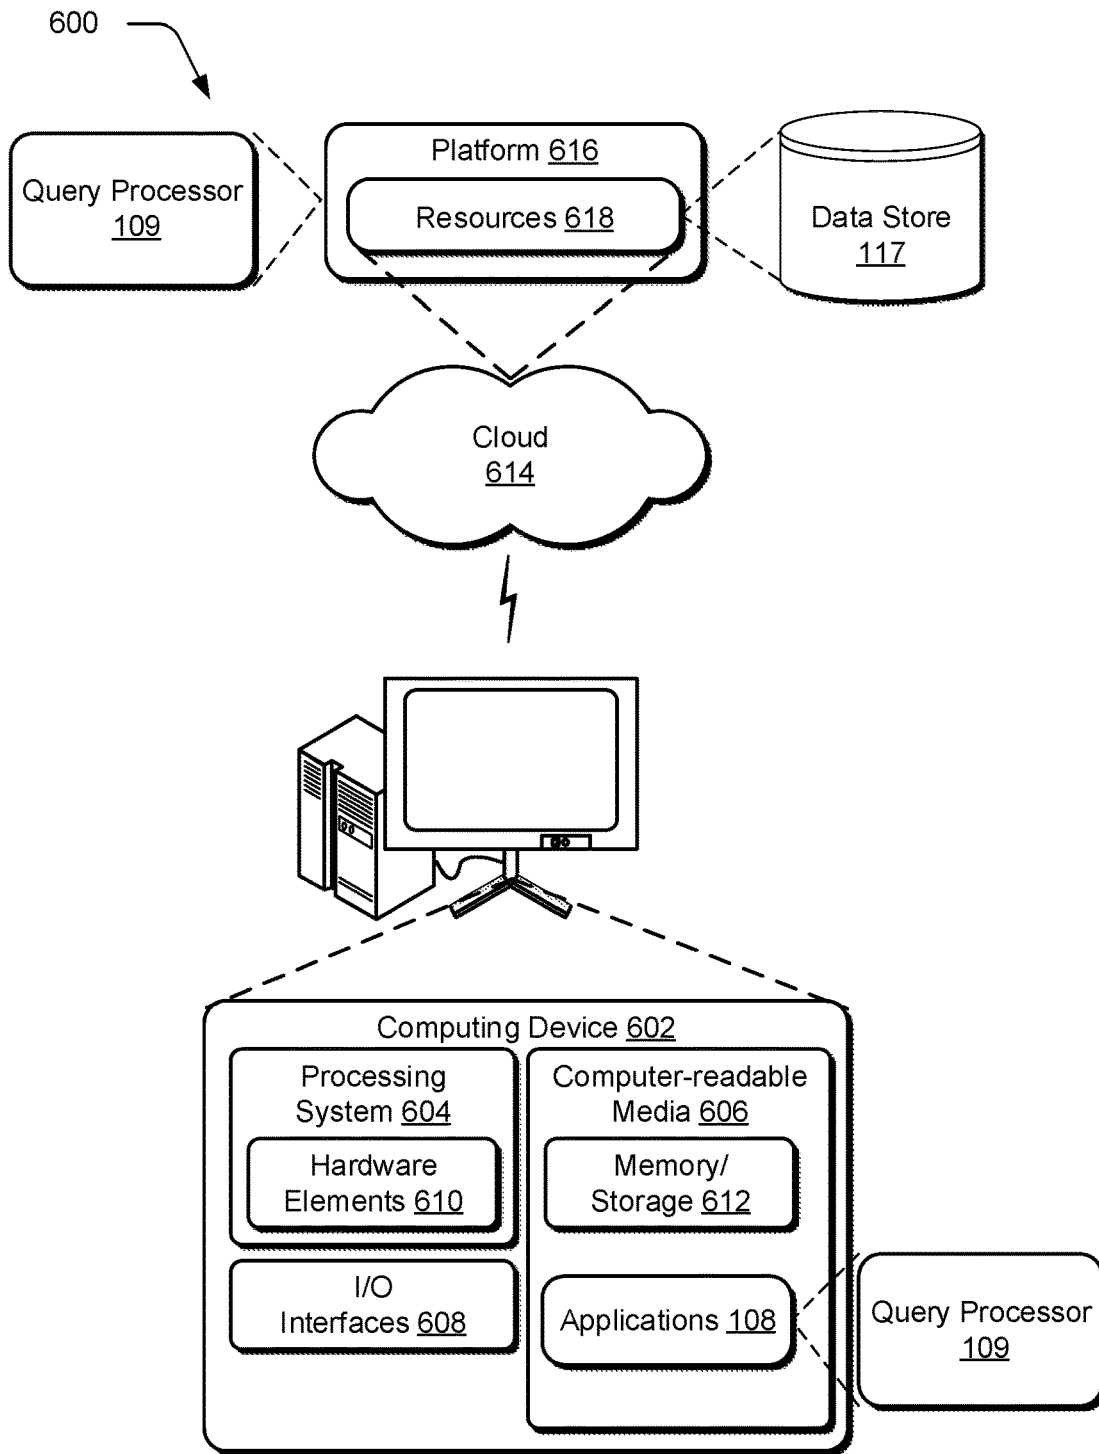 600
Query Processor
109
Platform 616
Resources 618
Data Store
117
Cloud
614
Computing Device 602
Processing
System 604
Hardware
Elements 610
I/O
Interfaces 608
Computer-readable
Media 606
Memory/
Storage 612
Applications 108
Query Processor
109